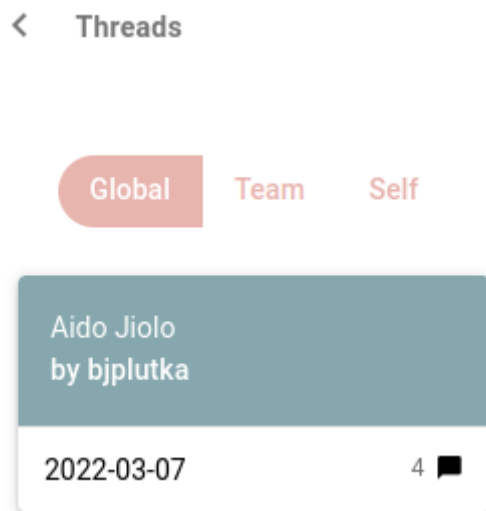 Threads
Global Team Self
Aido Jiolo
by bjplutka
2022-03-07 4